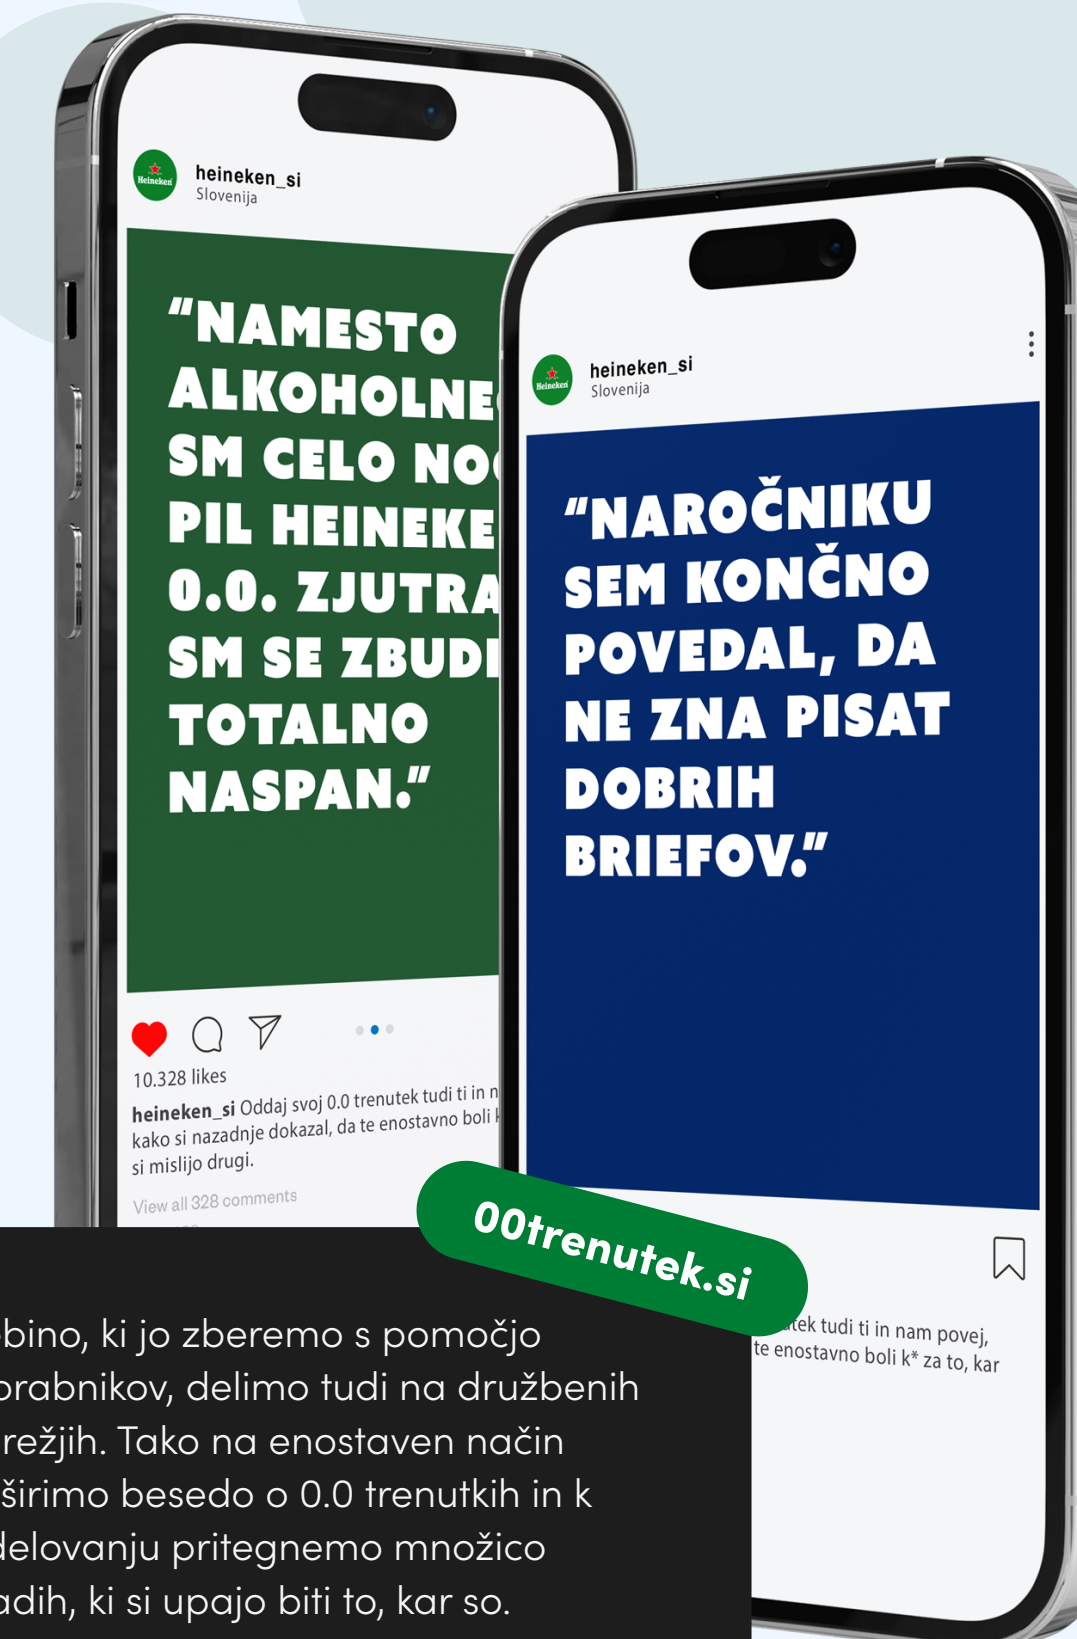 heineken_si
Slovenija
"NAMESTO
ALKOHOLNE
SM CELO
PIL HEINEKE
0.0. ZJUTRA
SM SE ZBUDI
TOTALNO
NASPAN."
10.328 likes
heineken_si Oddaj svoj 0.0 trenutek tudi ti in n
kako si nazadnje dokazal, da te enostavno boli
si mislijo drugi.
View all 328 comments
Heineken
heineken_si
Slovenija
Heineken
"NAROČNIKU
SEM KONČNO
POVEDAL, DA
NE ZNA PISAT
DOBRIH
BRIEFOV."
tek tudi ti in nam povej,
te enostavno boli k* za to, kar
00trenutek.si
bino, ki jo zberemo s pomočjo
orabnikov, delimo tudi na družbenih
režjih. Tako na enostaven način
širimo besedo o 0.0 trenutkih in k
delovanju pritegnemo množico
adih, ki si upajo biti to, kar so.